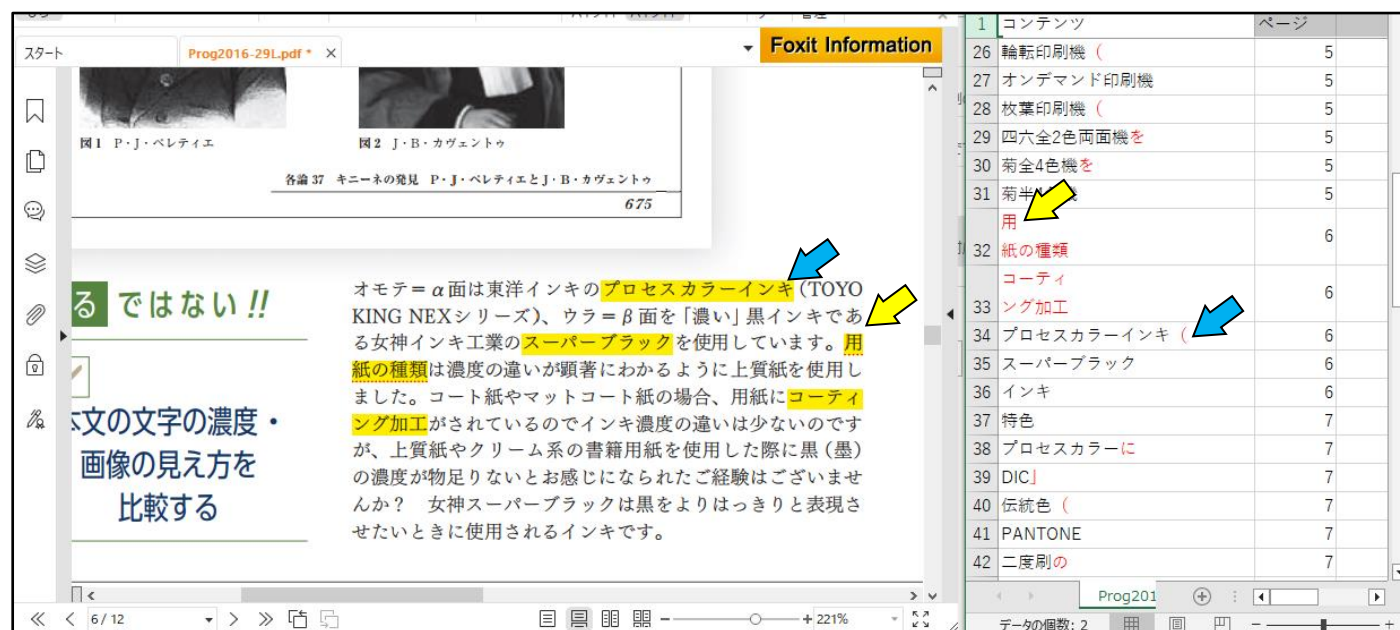 スタート
Prog2016-29L.pdf *
Foxit Information
図1 P・J・ペレティエ
図2 J・B・カヴェントゥ
各論 37 キニーネの発見 P・J・ペレティエとJ・B・カヴェントゥ
675
る ではない!!
文の文字の濃度・
画像の見え方を
比較する
オモテ＝α面は東洋インキのプロセスカラーインキ(TOYO
KING NEXシリーズ)、ウラ＝β面を「濃い」黒インキであ
る女神インキ工業のスーパーブラックを使用しています。用
紙の種類は濃度の違いが顕著にわかるように上質紙を使用し
ました。コート紙やマットコート紙の場合、用紙にコーティ
ング加工がされているのでインキ濃度の違いは少ないのです
が、上質紙やクリーム系の書籍用紙を使用した際に黒(墨)
の濃度が物足りないとお感じになられたご経験はございませ
んか？ 女神スーパーブラックは黒をよりはっきりと表現さ
せたいときに使用されるインキです。
6 / 12
221%
1 コンテンツ ページ
26 輪転印刷機 ( 5
27 オンデマンド印刷機 5
28 枚葉印刷機 ( 5
29 四六全2色両面機を 5
30 菊全4色機を 5
31 菊半 5
用
32 紙の種類 6
コーティ
33 ング加工 6
34 プロセスカラーインキ ( 6
35 スーパーブラック 6
36 インキ 6
37 特色 7
38 プロセスカラーに 7
39 DIC」 7
40 伝統色 ( 7
41 PANTONE 7
42 二度刷の 7
Prog201
データの個数: 2